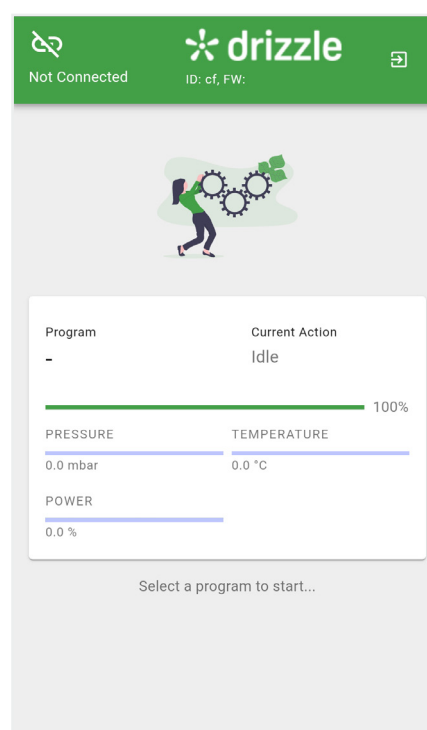 drizzle
Not Connected
ID: cf, FW:
Program
Current Action
-
Idle
100%
PRESSURE
TEMPERATURE
0.0 mbar
0.0 °C
POWER
0.0 %
Select a program to start...